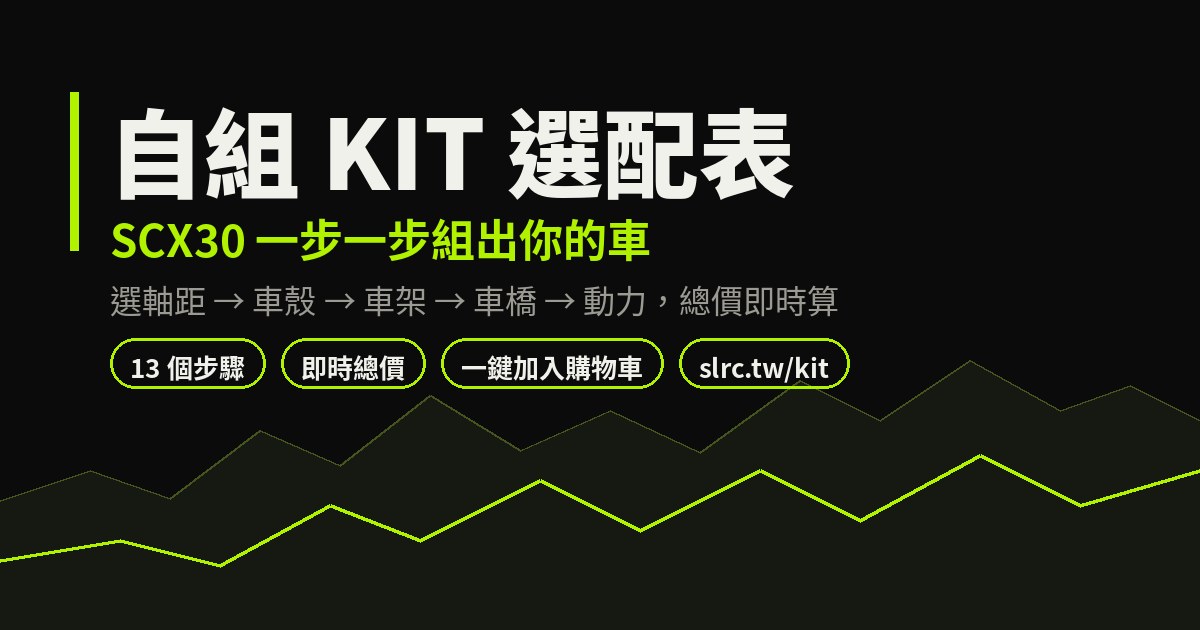 自組 KIT 選配表
SCX30 一步一步組出你的車
選軸距 → 車殼 → 車架 → 車橋 → 動力，總價即時算
13 個步驟 即時總價 一鍵加入購物車 slrc.tw/kit